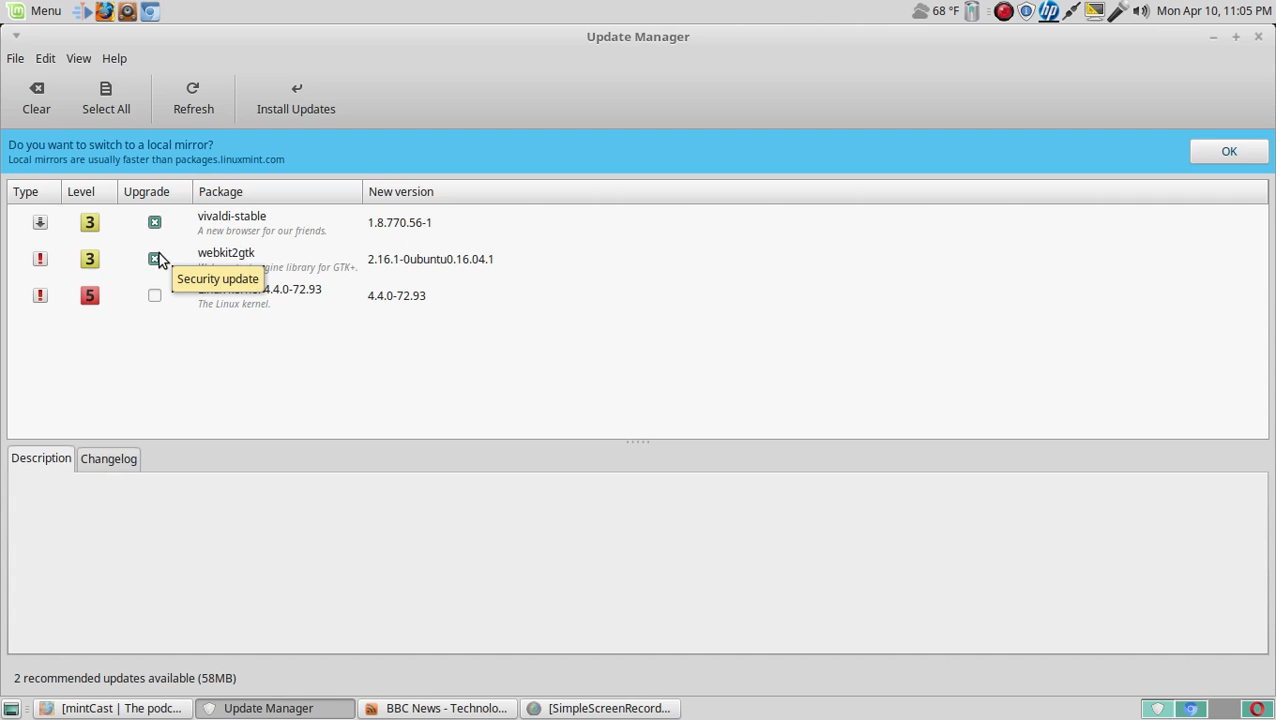 Menu
68 °F
Mon Apr 10, 11:05 PM
Update Manager
File Edit View Help
Clear Select All Refresh Install Updates
Do you want to switch to a local mirror?
Local mirrors are usually faster than packages.linuxmint.com
OK
Type Level Upgrade Package New version
3 vivaldi-stable 1.8.770.56-1
A new browser for our friends.
3 webkit2gtk 2.16.1-0ubuntu0.16.04.1
library for GTK+.
Security update
5 4.4.0-72.93 4.4.0-72.93
The Linux kernel.
Description Changelog
2 recommended updates available (58MB)
[mintCast | The podc... Update Manager BBC News - Technolo... [SimpleScreenRecord...